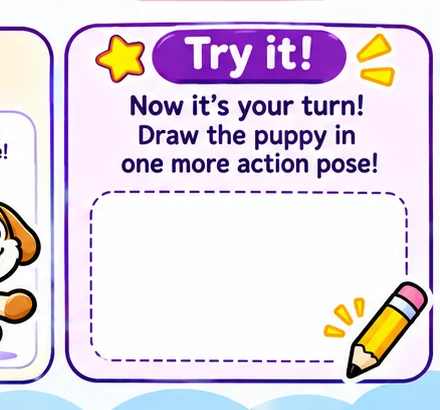 Try it!
Now it's your turn!
Draw the puppy in
one more action pose!